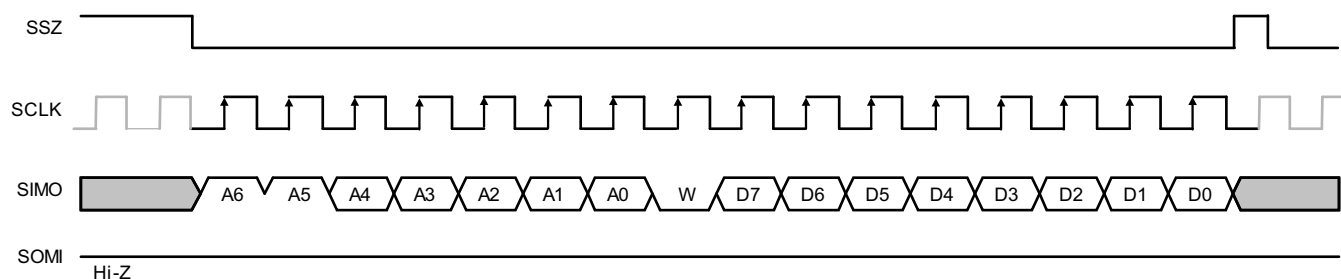 SSZ
SCLK
SIMO A6 A5 A4 A3 A2 A1 A0 W D7 D6 D5 D4 D3 D2 D1 D0
SOMI
Hi-Z